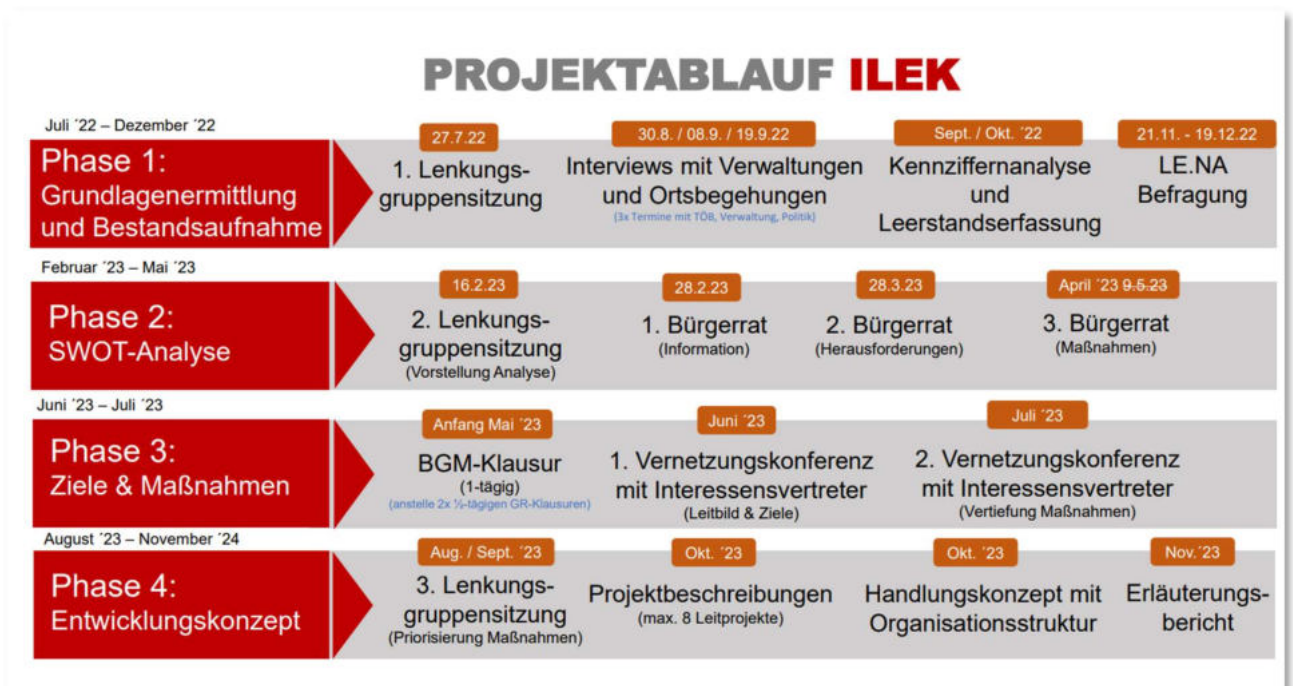 PROJEKTABLAUF ILEK
Juli ´22 – Dezember ´22
Phase 1:
Grundlagenermittlung
und Bestandsaufnahme
27.7.22
1. Lenkungs-
gruppensitzung
30.8. / 08.9. / 19.9.22
Interviews mit Verwaltungen
und Ortsbegehungen
(3x Termine mit TÖB, Verwaltung, Politik)
Sept. / Okt. ´22
Kennziffernanalyse
und
Leerstandserfassung
21.11. - 19.12.22
LE.NA
Befragung
Februar ´23 – Mai ´23
Phase 2:
SWOT-Analyse
16.2.23
2. Lenkungs-
gruppensitzung
(Vorstellung Analyse)
28.2.23
1. Bürgerrat
(Information)
28.3.23
2. Bürgerrat
(Herausforderungen)
April ´23 9.5.23
3. Bürgerrat
(Maßnahmen)
Juni ´23 – Juli ´23
Phase 3:
Ziele & Maßnahmen
Anfang Mai ´23
BGM-Klausur
(1-tägig)
(anstelle 2x ½-tägigen GR-Klausuren)
Juni ´23
1. Vernetzungskonferenz
mit Interessensvertreter
(Leitbild & Ziele)
Juli ´23
2. Vernetzungskonferenz
mit Interessensvertreter
(Vertiefung Maßnahmen)
August ´23 – November ´24
Phase 4:
Entwicklungskonzept
Aug. / Sept. ´23
3. Lenkungs-
gruppensitzung
(Priorisierung Maßnahmen)
Okt. ´23
Projektbeschreibungen
(max. 8 Leitprojekte)
Okt. ´23
Handlungskonzept mit
Organisationsstruktur
Nov.´23
Erläuterungs-
bericht